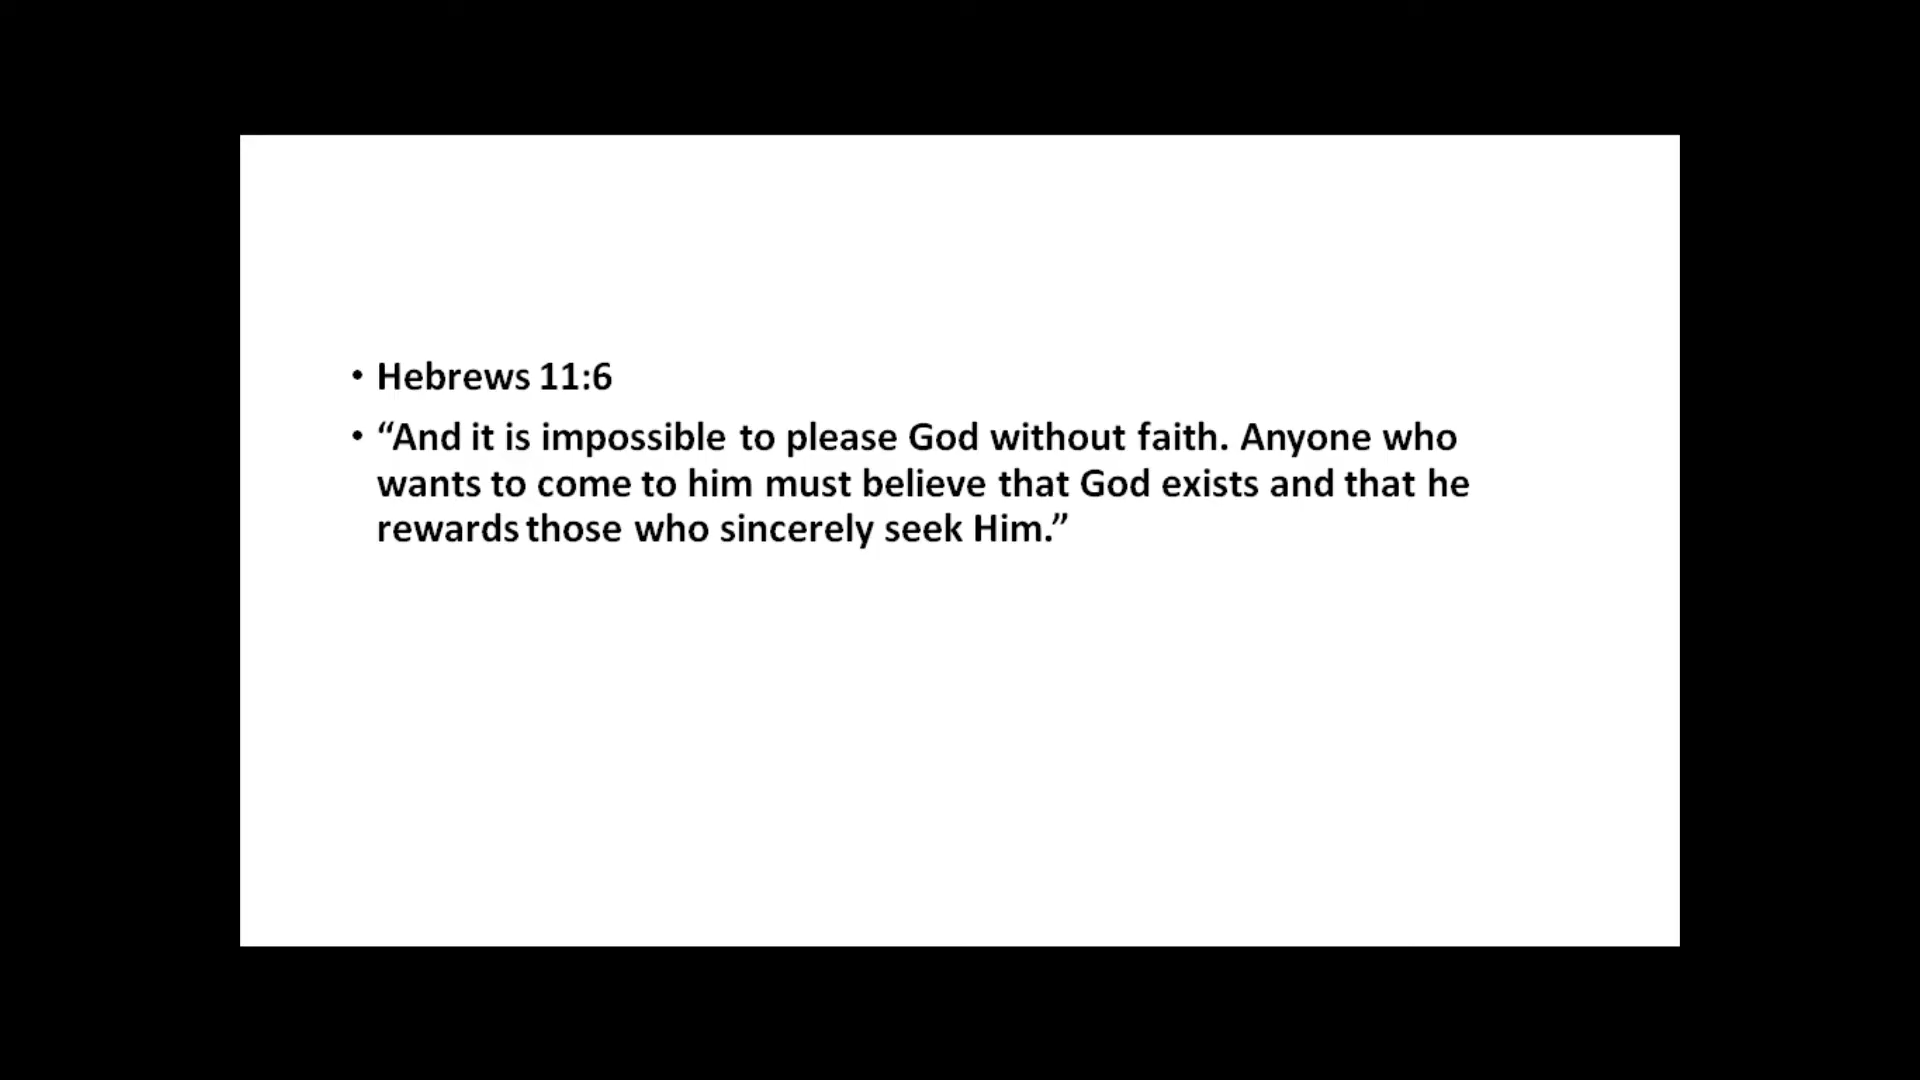 • Hebrews 11:6
• “And it is impossible to please God without faith. Anyone who
wants to come to him must believe that God exists and that he
rewards those who sincerely seek Him.”